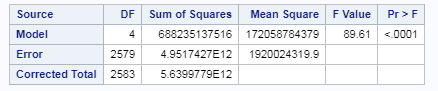 Source DF Sum of Squares Mean Square F Value Pr > F
Model 4 688235137516 172058784379 89.61 <.0001
Error 2579 4.9517427E12 1920024319.9
Corrected Total 2583 5.6399779E12